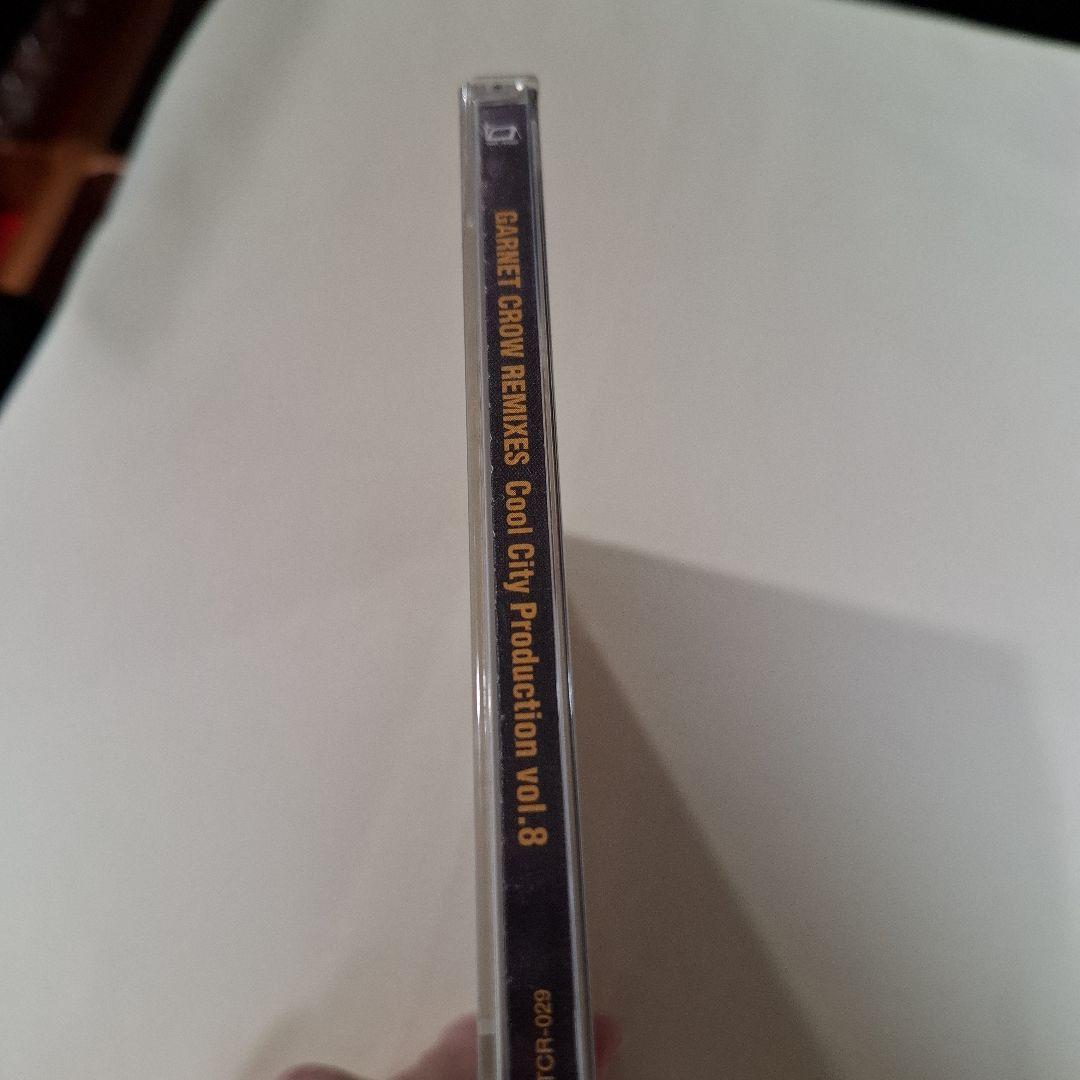 GARNET CROW REMIXES Cool City Production vol.8
TCR-029